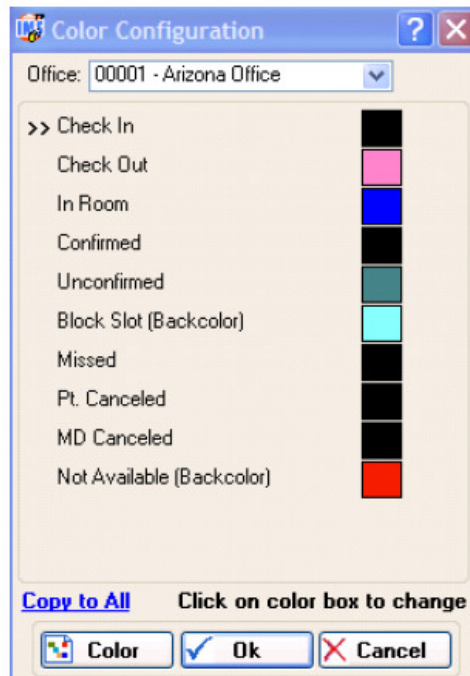 IMS Color Configuration ?
Office: 00001 - Arizona Office
>> Check In
Check Out
In Room
Confirmed
Unconfirmed
Block Slot (Backcolor)
Missed
Pt. Canceled
MD Canceled
Not Available (Backcolor)
Copy to All Click on color box to change
Color Ok Cancel